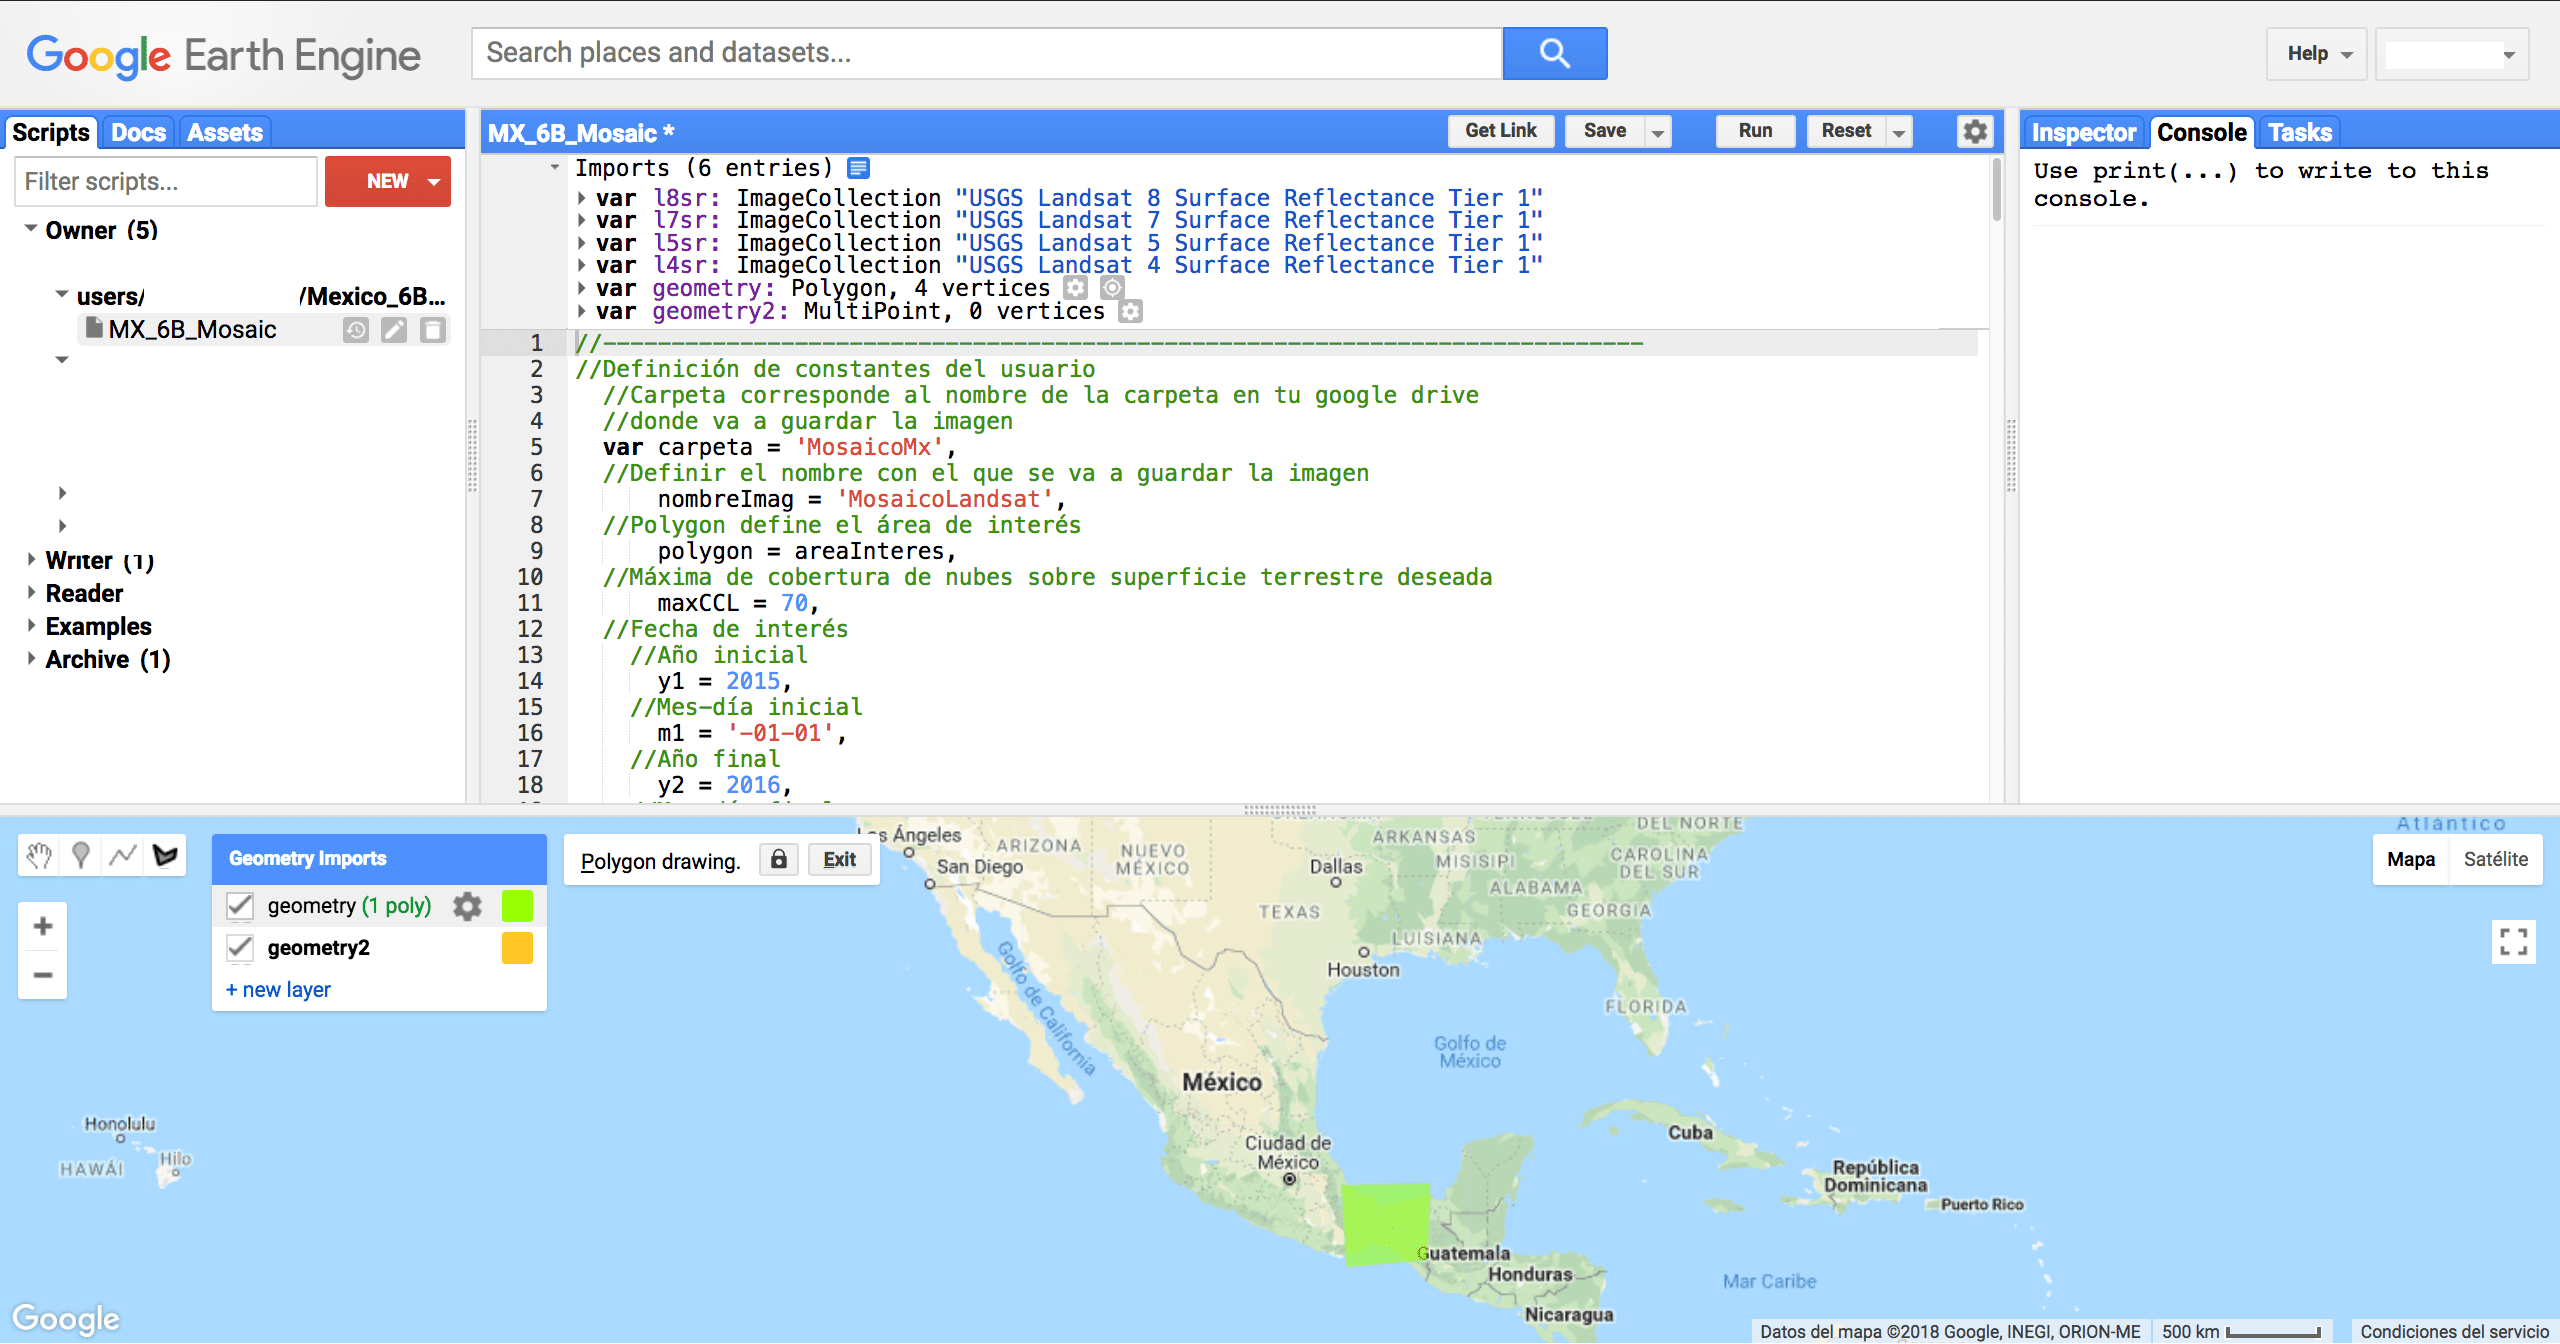 Google Earth Engine
Search places and datasets...
Help
Scripts Docs Assets
Filter scripts...
NEW
Owner (5)
users/ /Mexico_6B...
MX_6B_Mosaic
Writer (1)
Reader
Examples
Archive (1)
MX_6B_Mosaic *
Get Link Save Run Reset
Imports (6 entries)
var l8sr: ImageCollection "USGS Landsat 8 Surface Reflectance Tier 1"
var l7sr: ImageCollection "USGS Landsat 7 Surface Reflectance Tier 1"
var l5sr: ImageCollection "USGS Landsat 5 Surface Reflectance Tier 1"
var l4sr: ImageCollection "USGS Landsat 4 Surface Reflectance Tier 1"
var geometry: Polygon, 4 vertices
var geometry2: MultiPoint, 0 vertices
1 //----------------------------------------------------------------------------
2 //Definición de constantes del usuario
3 //Carpeta corresponde al nombre de la carpeta en tu google drive
4 //donde va a guardar la imagen
5 var carpeta = 'MosaicoMx',
6 //Definir el nombre con el que se va a guardar la imagen
7 nombreImag = 'MosaicoLandsat',
8 //Polygon define el área de interés
9 polygon = areaInteres,
10 //Máxima de cobertura de nubes sobre superficie terrestre deseada
11 maxCCL = 70,
12 //Fecha de interés
13 //Año inicial
14 y1 = 2015,
15 //Mes-día inicial
16 m1 = '-01-01',
17 //Año final
18 y2 = 2016,
Inspector Console Tasks
Use print(...) to write to this
console.
Geometry Imports
geometry (1 poly)
geometry2
+ new layer
Polygon drawing. Exit
Mapa Satélite
Los Ángeles
San Diego
ARIZONA
NUEVO
MÉXICO
Dallas
TEXAS
ARKANSAS
MISISIPI
ALABAMA
GEORGIA
DEL NORTE
CAROLINA
DEL SUR
LUISIANA
Houston
FLORIDA
Atlántico
Golfo de California
Golfo de
México
México
Ciudad de
México
Honolulu
HAWÁI
Hilo
Cuba
República
Dominicana
Puerto Rico
Guatemala
Honduras
Nicaragua
Mar Caribe
Google
Datos del mapa ©2018 Google, INEGI, ORION-ME 500 km Condiciones del servicio